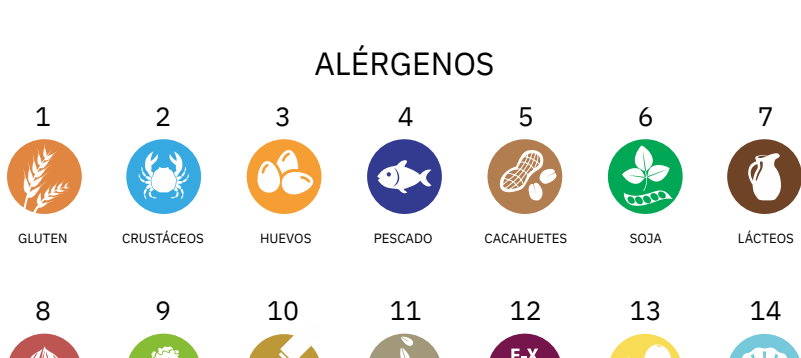 ALÉRGENOS
1 2 3 4 5 6 7
GLUTEN CRUSTÁCEOS HUEVOS PESCADO CACAHUETES SOJA LÁCTEOS
8 9 10 11 12 13 14
E-X